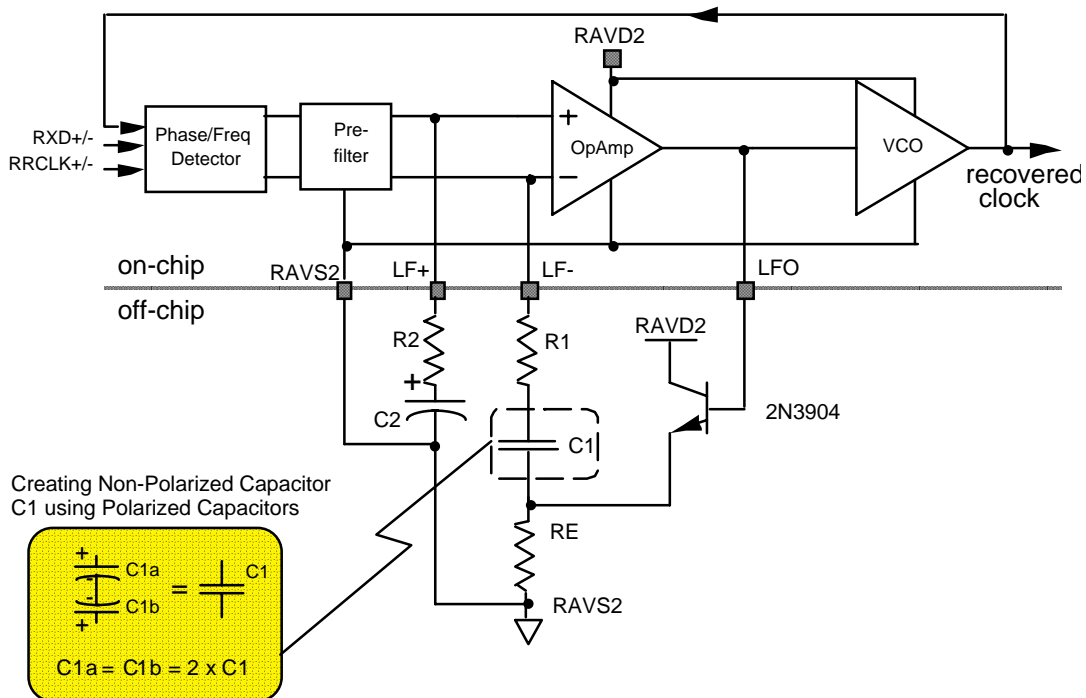 RAVD2
RXD+/-
RRCLK+/-
Phase/Freq
Detector
Pre-
filter
+
−
OpAmp
VCO
recovered
clock
on-chip
off-chip
RAVS2
LF+
LF-
LFO
R2
+
C2
R1
C1
RAVD2
2N3904
RE
RAVS2
Creating Non-Polarized Capacitor
C1 using Polarized Capacitors
+
C1a
-
-
C1b
+
=
C1
C1a = C1b = 2 x C1